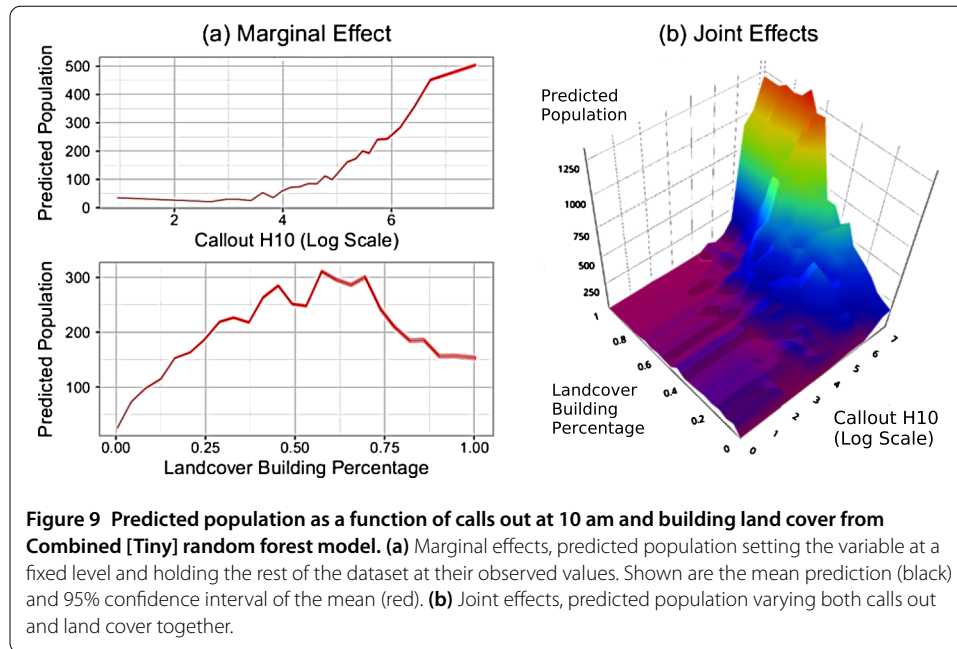 (a) Marginal Effect
Predicted Population
500
400
300
200
100
0
2
4
6
Callout H10 (Log Scale)
Predicted Population
300
200
100
0.00
0.25
0.50
0.75
1.00
Landcover Building Percentage
(b) Joint Effects
Predicted
Population
1250
1000
750
500
250
1
0.8
0.6
0.4
0.2
0
Landcover
Building
Percentage
0
1
2
3
4
5
6
7
Callout H10
(Log Scale)
Figure 9 Predicted population as a function of calls out at 10 am and building land cover from
Combined [Tiny] random forest model. (a) Marginal effects, predicted population setting the variable at a
fixed level and holding the rest of the dataset at their observed values. Shown are the mean prediction (black)
and 95% confidence interval of the mean (red). (b) Joint effects, predicted population varying both calls out
and land cover together.